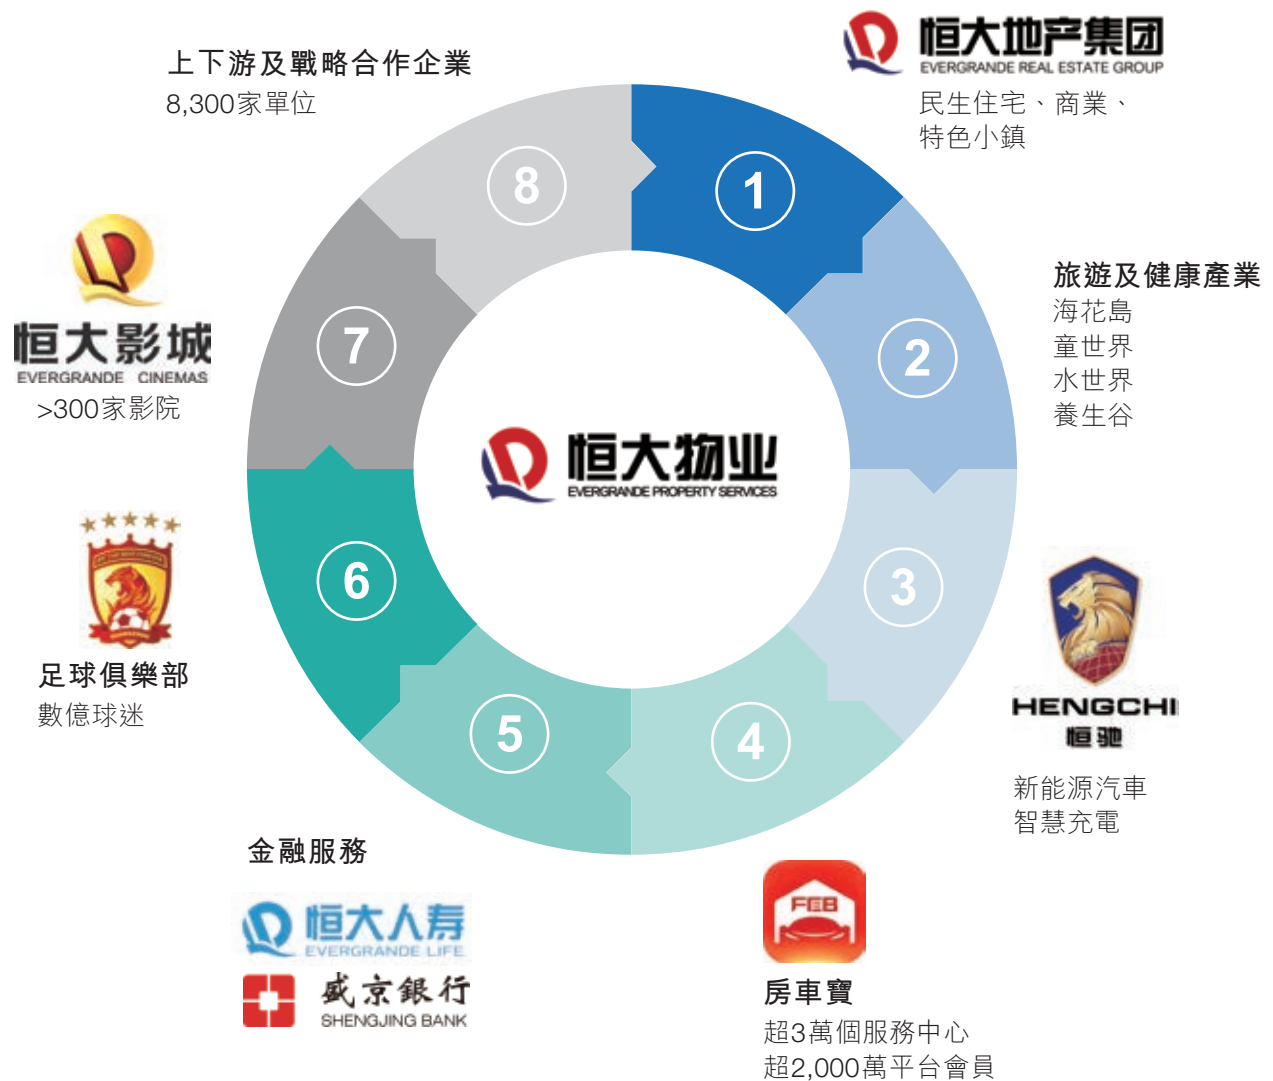 恒大地产集团
EVERGRANDE REAL ESTATE GROUP
民生住宅、商業、
特色小鎮
旅遊及健康產業
海花島
童世界
水世界
養生谷
HENGCHI
恒驰
新能源汽車
智慧充電
FEB
房車寶
超3萬個服務中心
超2,000萬平台會員
金融服務
恒大人寿
EVERGRANDE LIFE
盛京銀行
SHENGJING BANK
足球俱樂部
數億球迷
恒大影城
EVERGRANDE CINEMAS
>300家影院
上下游及戰略合作企業
8,300家單位
1
2
3
4
5
6
7
8
恒大物业
EVERGRANDE PROPERTY SERVICES